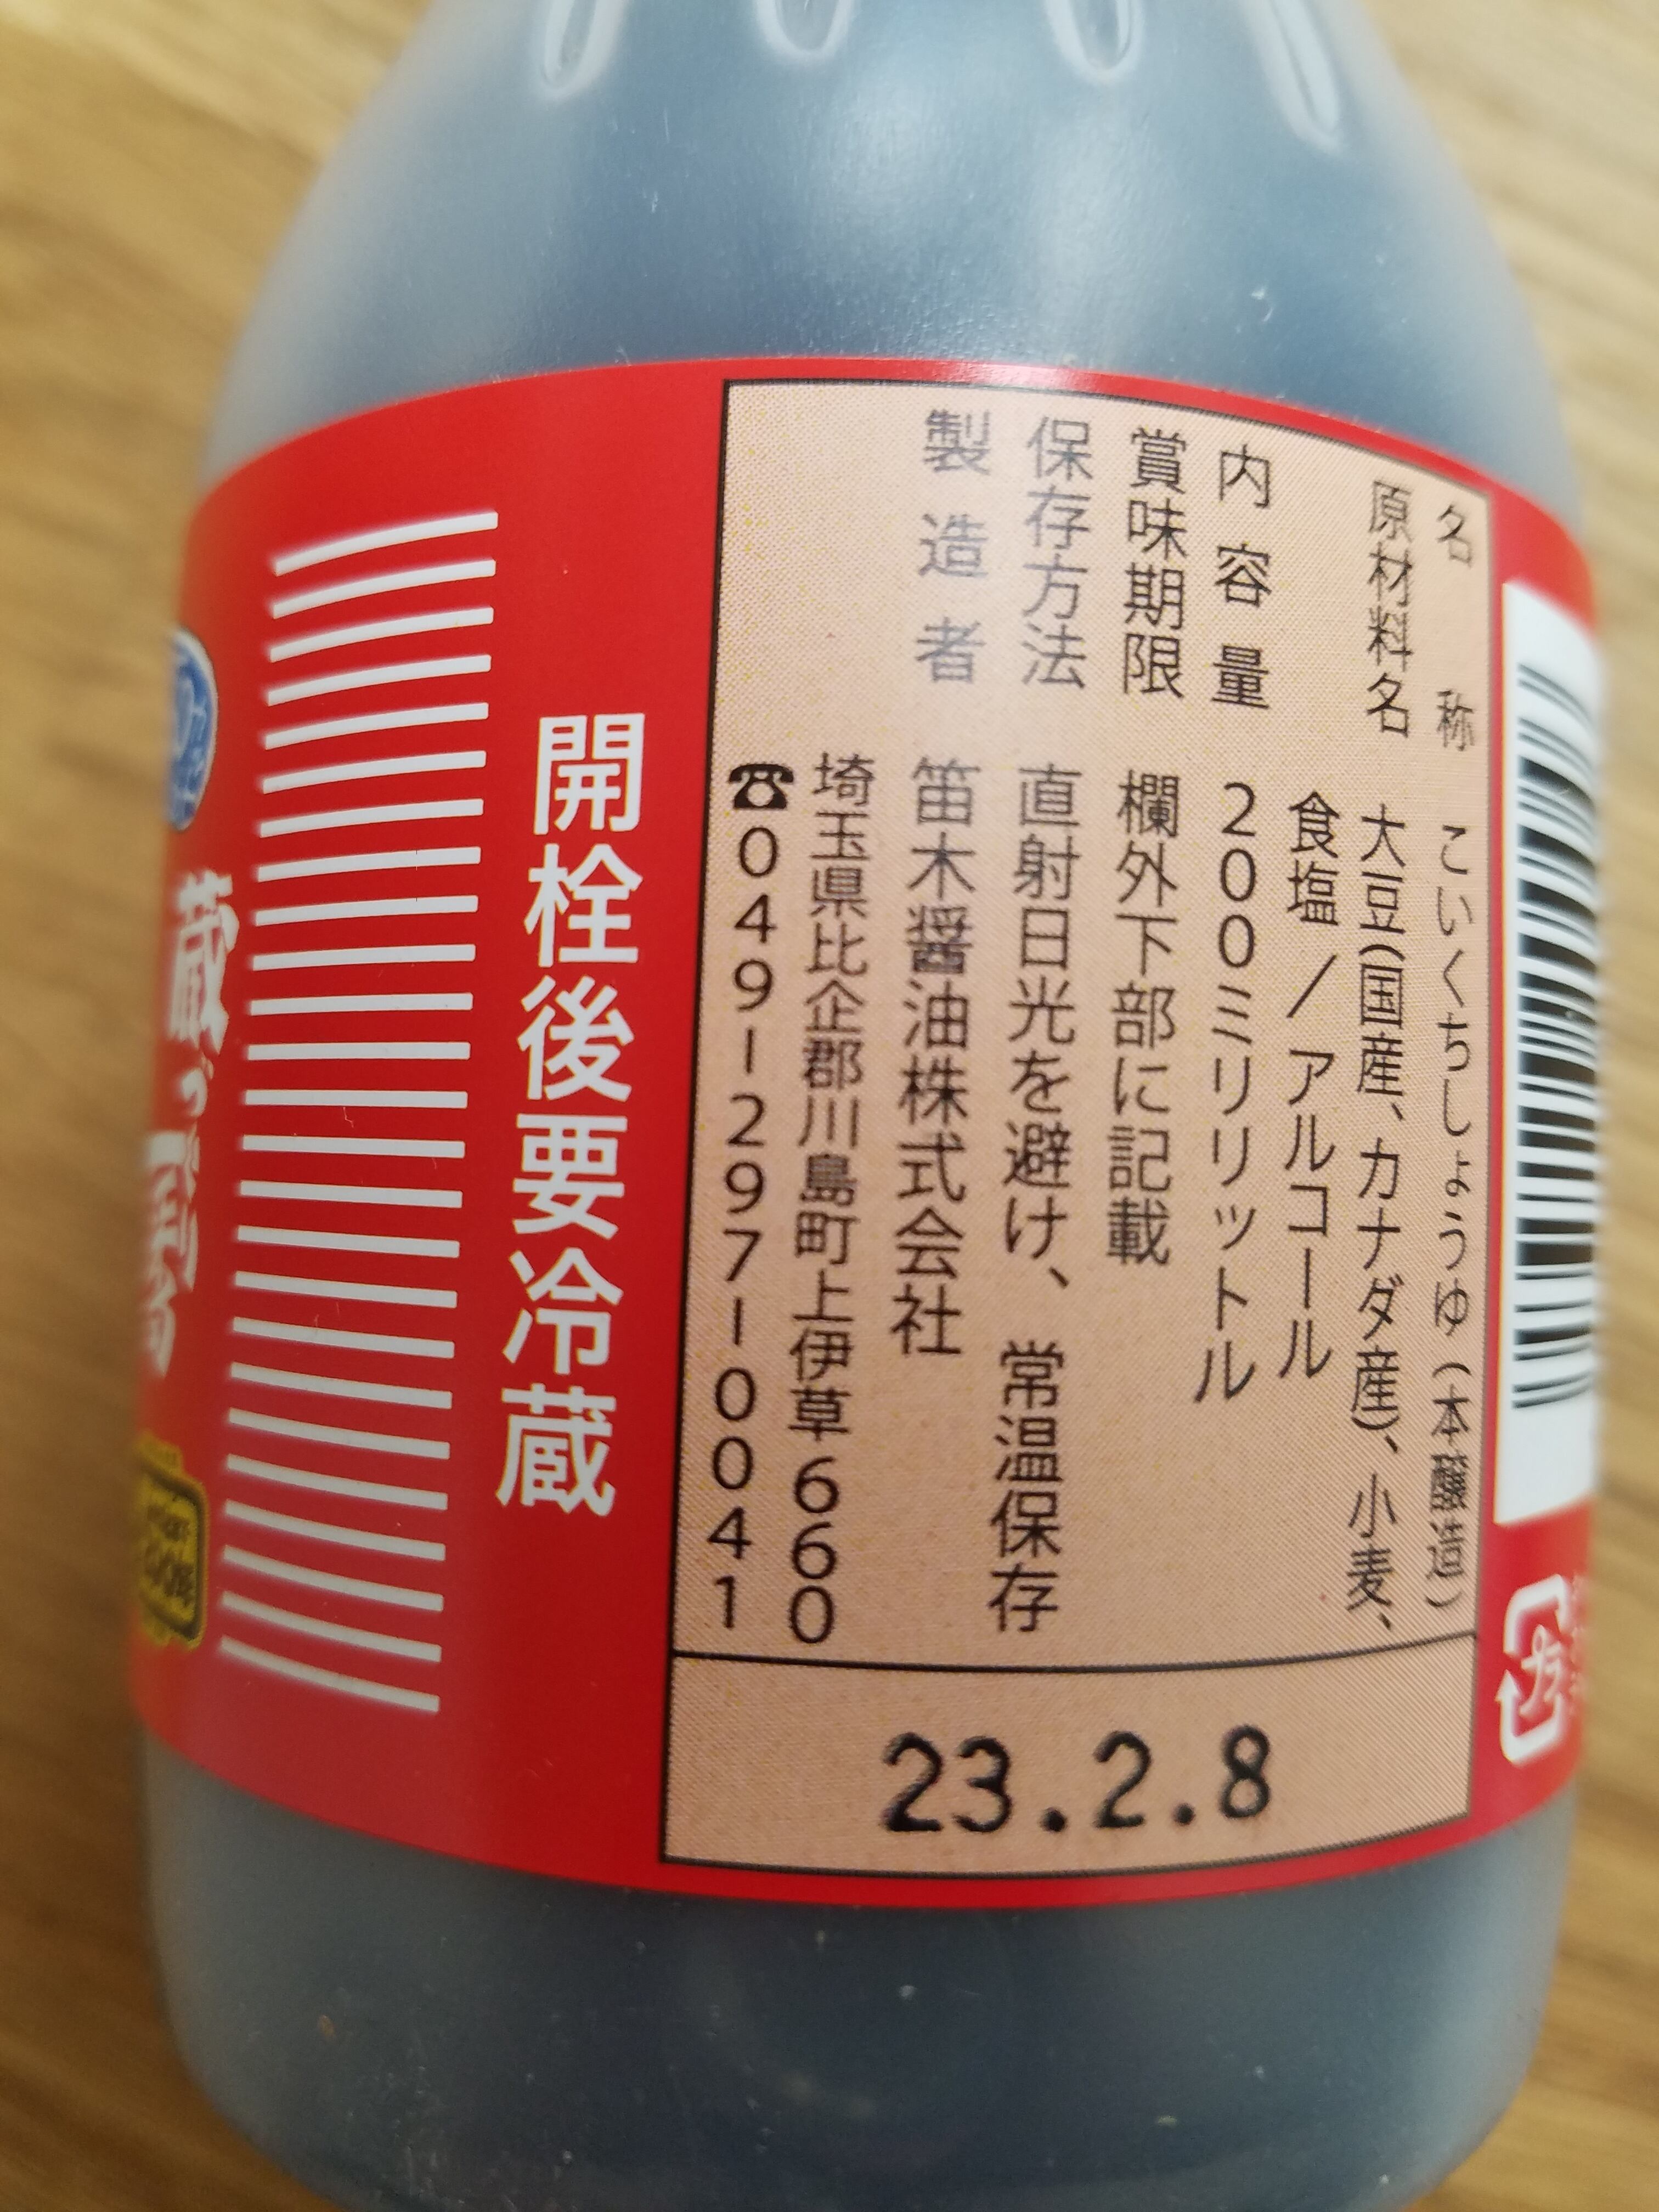 名称 こいくちしょうゆ(本醸造)
原材料名 大豆(国産、カナダ産)、小麦、
食塩/アルコール
内容量 200ミリリットル
賞味期限 欄外下部に記載
保存方法 直射日光を避け、常温保存
製造者 笛木醤油株式会社
埼玉県比企郡川島町上伊草660
☎049-297-0041
23.2.8
開栓後要冷蔵
プラ
蔵づくり